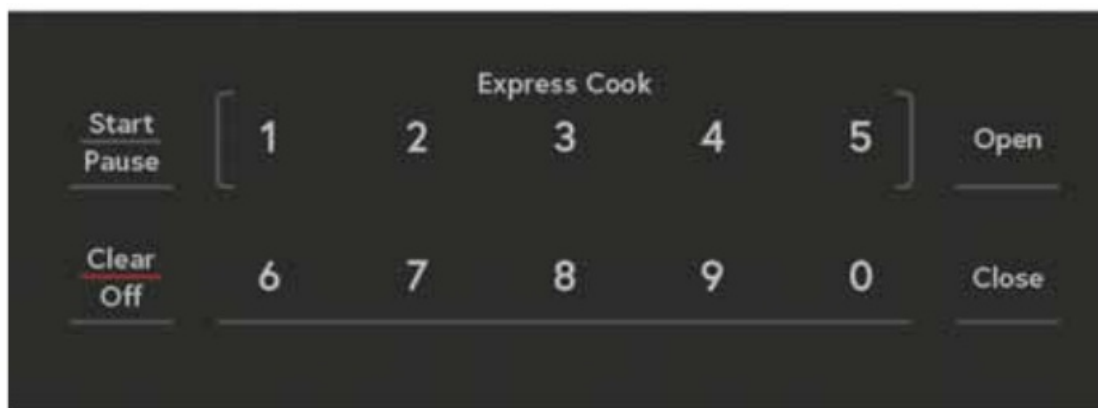 Express Cook
Start 1 2 3 4 5 Open
Pause
Clear 6 7 8 9 0 Close
Off